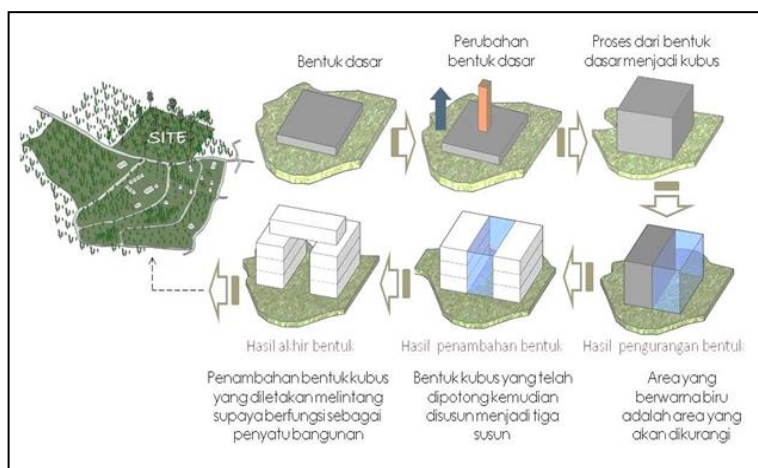 Bentuk dasar
Perubahan
bentuk dasar
Proses dari bentuk
dasar menjadi kubus
SITE
Hasil akhir bentuk
Hasil penambahan bentuk
Hasil pengurangan bentuk
Penambahan bentuk kubus
yang diletakan melintang
supaya berfungsi sebagai
penyatu bangunan
Bentuk kubus yang telah
dipotong kemudian
disusun menjadi tiga
susun
Area yang
berwarna biru
adalah area yang
akan dikurangi